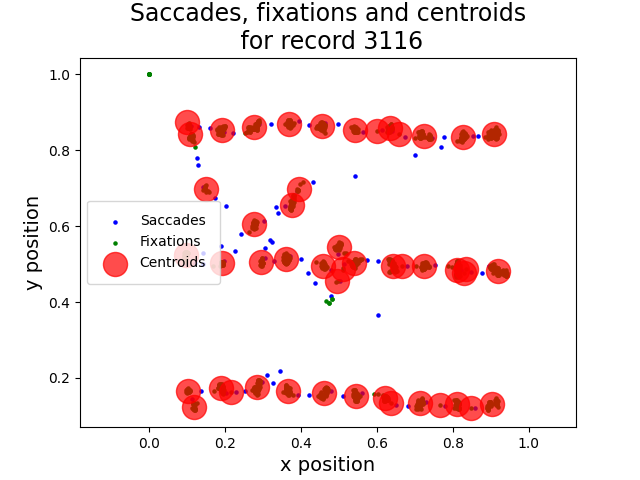 Saccades, fixations and centroids
for record 3116
1.0
0.8
0.6
0.4
0.2
y position
Saccades
Fixations
Centroids
0.0
0.2
0.4
0.6
0.8
1.0
x position